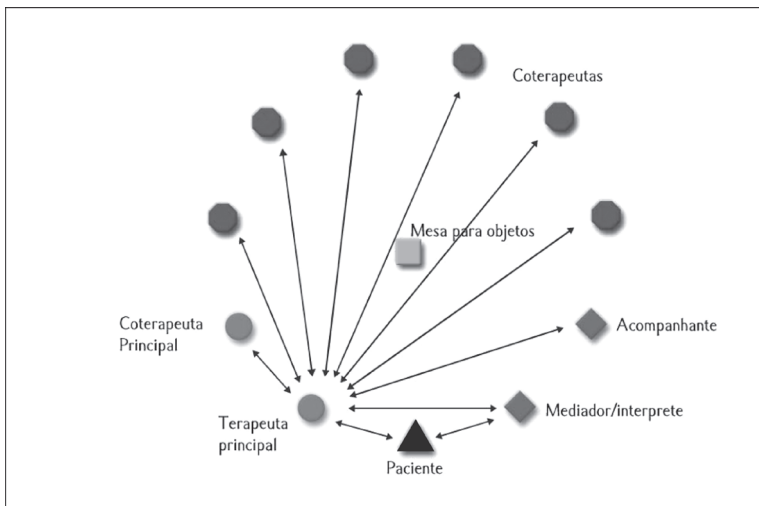 Coterapeutas
Mesa para objetos
Coterapeuta
Principal
Acompanhante
Mediador/interprete
Terapeuta
principal
Paciente